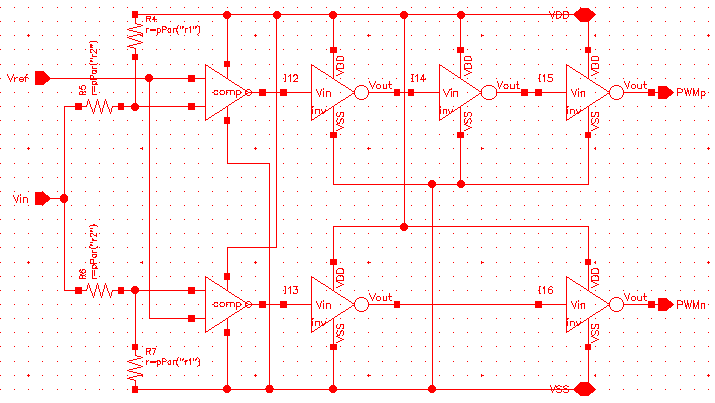 R4
r=pPar("r1")
VDD
Vref
R5
r=pPar("r2")
comp
I12
VDD
Vin
inv
VSS
Vout
I14
VDD
Vin
inv
VSS
Vout
I15
VDD
Vin
inv
VSS
Vout
PWMp
Vin
R6
r=pPar("r2")
comp
I13
VDD
Vin
inv
VSS
Vout
I16
VDD
Vin
inv
VSS
Vout
PWMn
R7
r=pPar("r1")
VSS